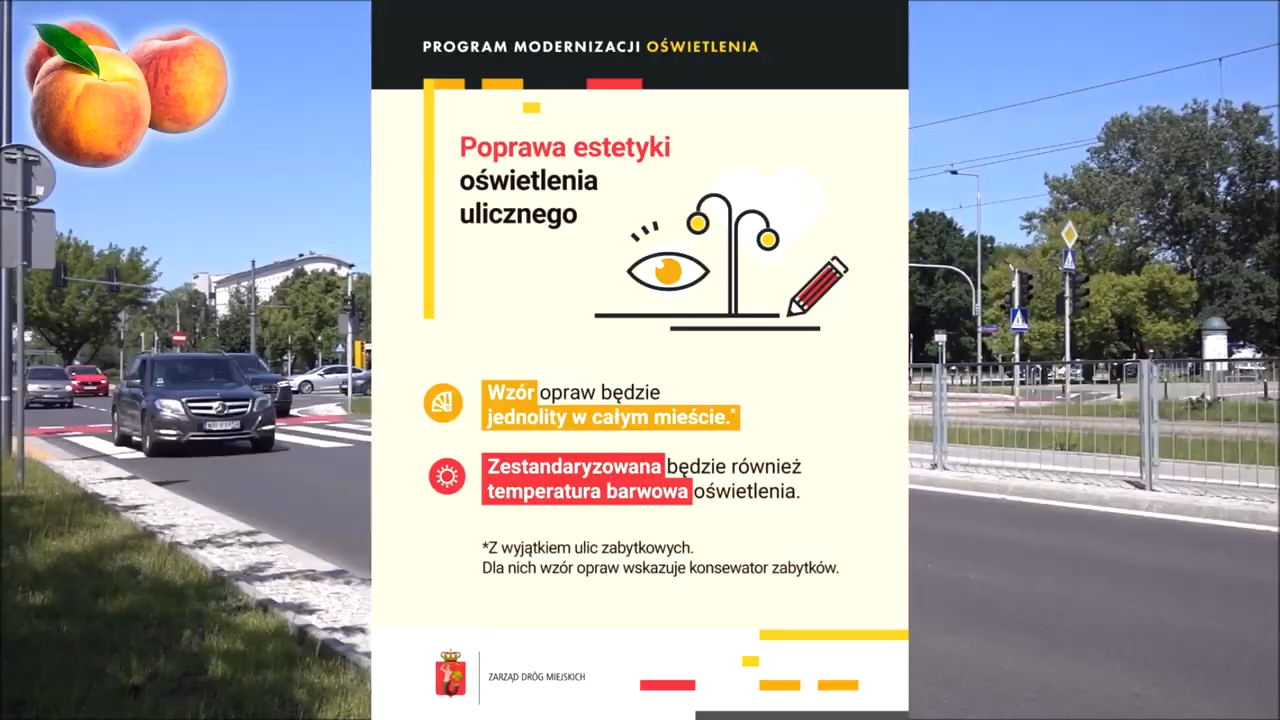 PROGRAM MODERNIZACJI OŚWIETLENIA
Poprawa estetyki
oświetlenia
ulicznego
Wzór opraw będzie
jednolity w całym mieście.*
Zestandaryzowana będzie również
temperatura barwowa oświetlenia.
*Z wyjątkiem ulic zabytkowych.
Dla nich wzór opraw wskazuje konsewator zabytków.
ZARZĄD DRÓG MIEJSKICH